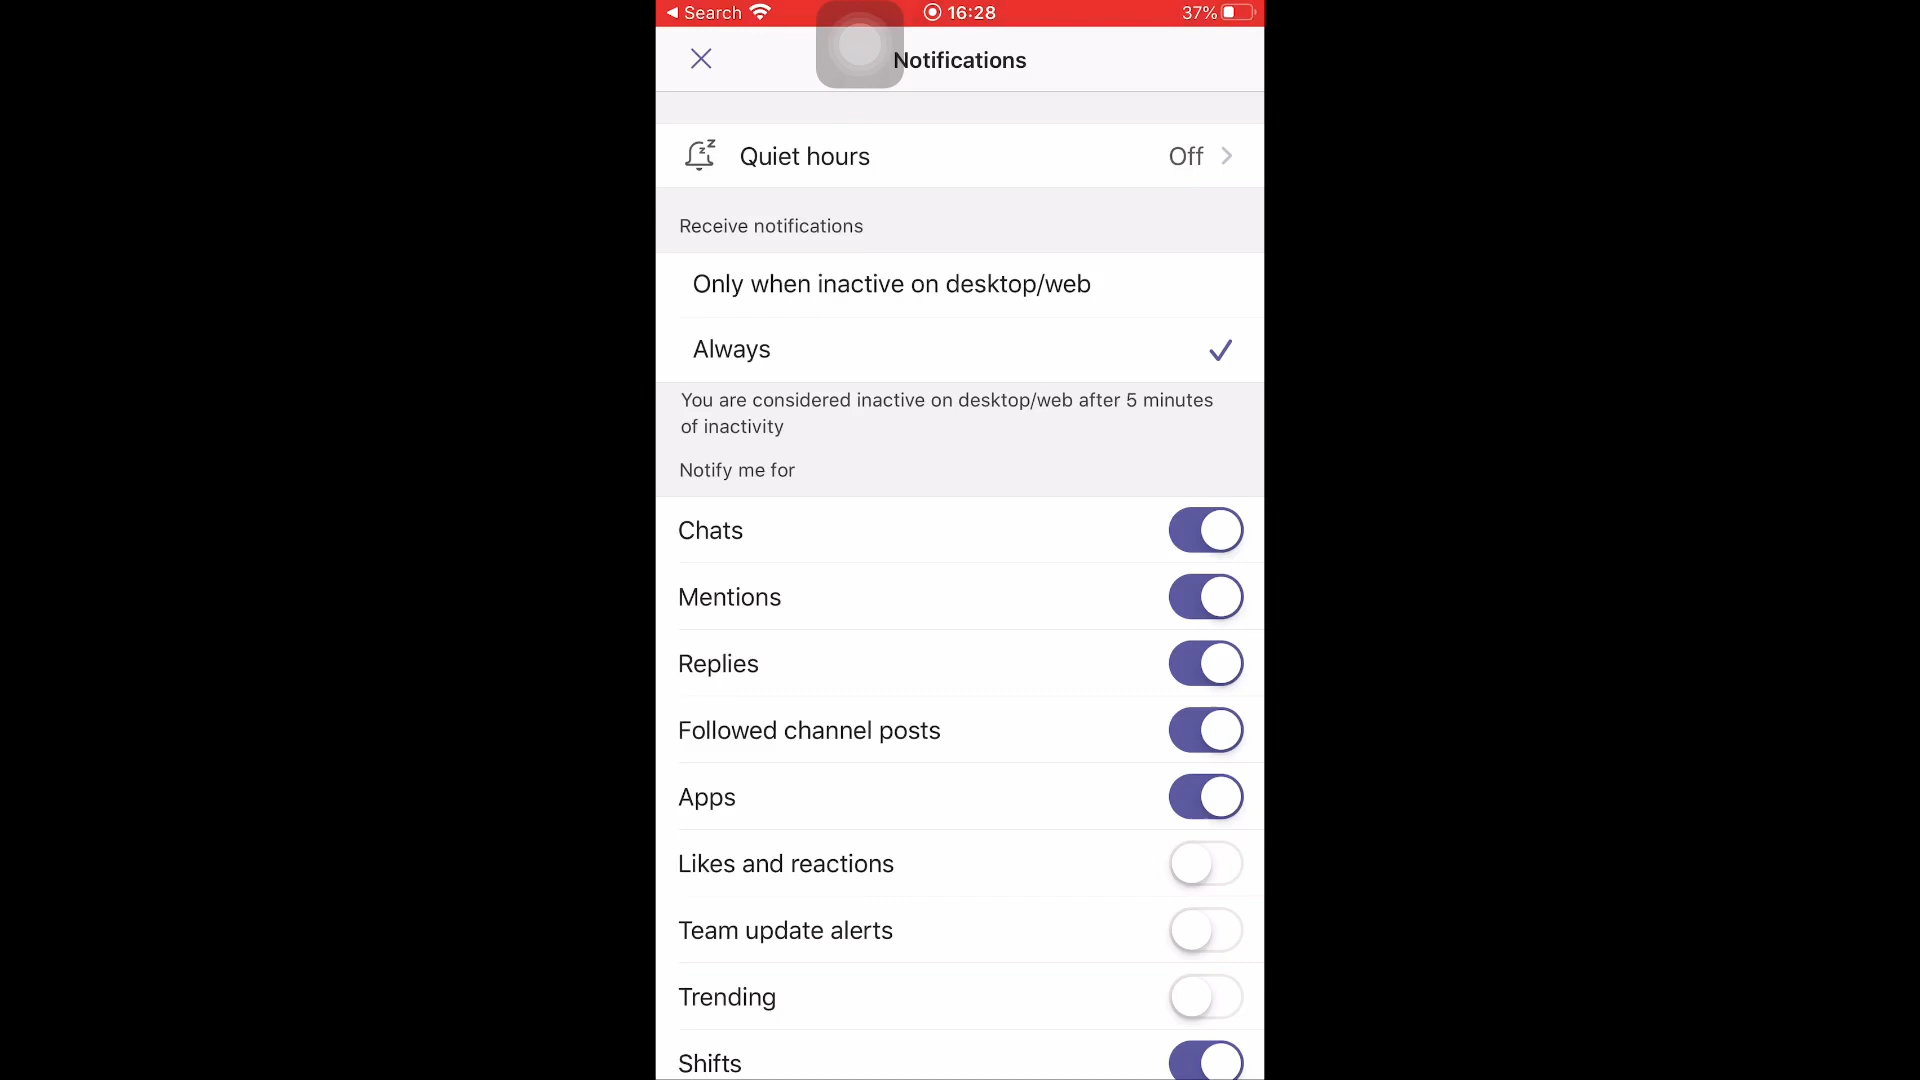 Search 16:28 37%
Notifications
Quiet hours Off
Receive notifications
Only when inactive on desktop/web
Always
You are considered inactive on desktop/web after 5 minutes
of inactivity
Notify me for
Chats
Mentions
Replies
Followed channel posts
Apps
Likes and reactions
Team update alerts
Trending
Shifts